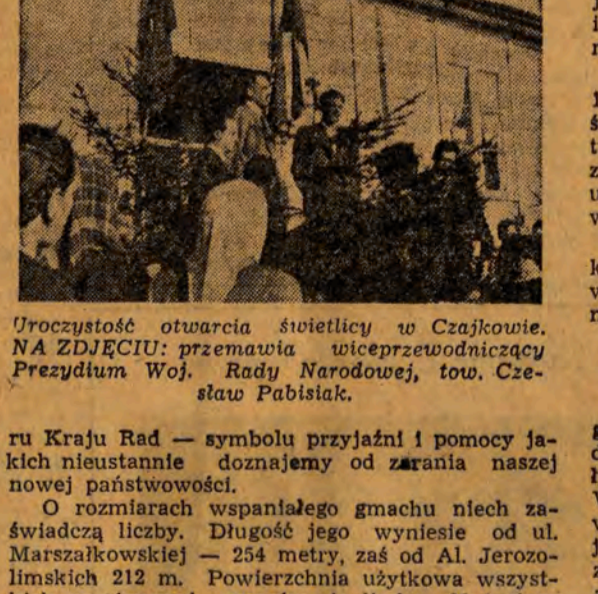 Uroczystość otwarcia świetlicy w Czajkowie.
NA ZDJĘCIU: przemawia wiceprzewodniczący
Prezydium Woj. Rady Narodowej, tow. Cze-
sław Pabisiak.
ru Kraju Rad — symbolu przyjaźni i pomocy ja-
kich nieustannie doznajemy od zarania naszej
nowej państwowości.
O rozmiarach wspaniałego gmachu niech za-
świadczą liczby. Długość jego wyniesie od ul.
Marszałkowskiej — 254 metry, zaś od Al. Jerozo-
limskich 212 m. Powierzchnia użytkowa wszyst-